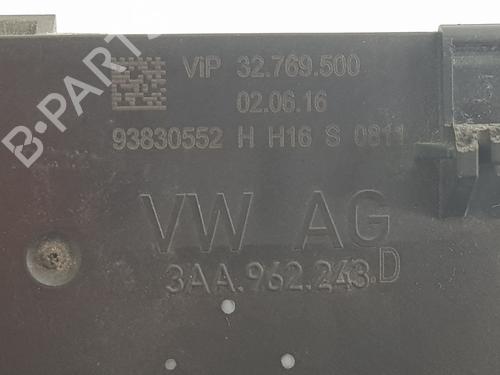 ViP 32.769.500
02.06.16
93830552 H H16 S 0811
VW AG
3AA.962.243.D
B-PARTS